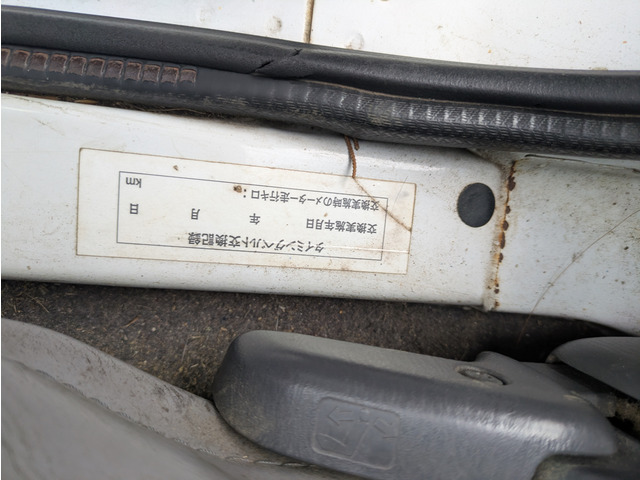 タイミングベルト交換記録
交換実施年月日 年 月 日
交換実施時のメーター走行キロ: km